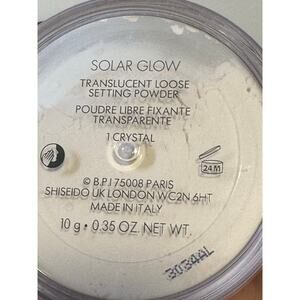 SOLAR GLOW
TRANSLUCENT LOOSE
SETTING POWDER
POUDRE LIBRE FIXANTE
TRANSPARENTE
1 CRYSTAL
24M
© B.P.175008 PARIS
SHISEIDO UK LONDON WC2N 6HT
MADE IN ITALY
10 g • 0.35 OZ. NET WT.
3034AL